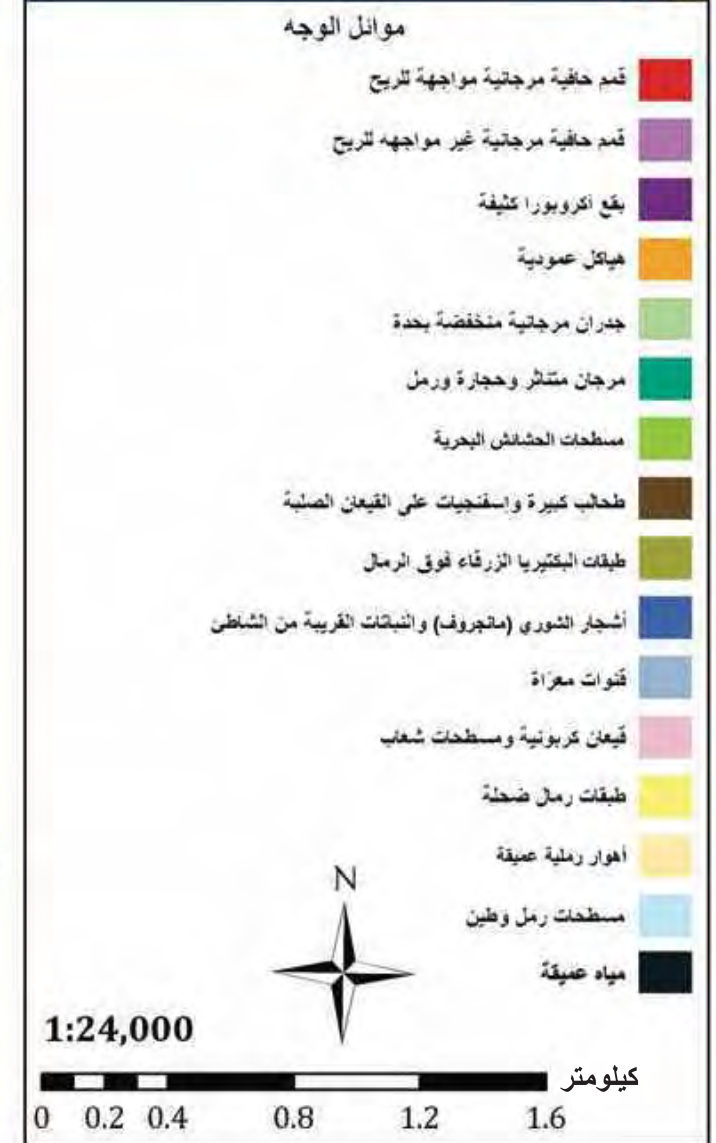 موائل الوجه
قمم حافية مرجانية مواجهة للريح
قمم حافية مرجانية غير مواجهه للريح
بقع أكروبورا كثيفة
هياكل عمودية
جدران مرجانية منخفضة بحدة
مرجان متناثر وحجارة ورمل
مسطحات الحشائش البحرية
طحالب كبيرة وإسفنجيات على القيعان الصلبة
طبقات البكتيريا الزرقاء فوق الرمال
أشجار الشوري (مانجروف) والنباتات القريبة من الشاطئ
قنوات معراة
قيعان كربونية ومسطحات شعاب
طبقات رمال ضحلة
أهوار رملية عميقة
مسطحات رمل وطين
مياه عميقة
N
1:24,000
كيلومتر
0 0.2 0.4 0.8 1.2 1.6